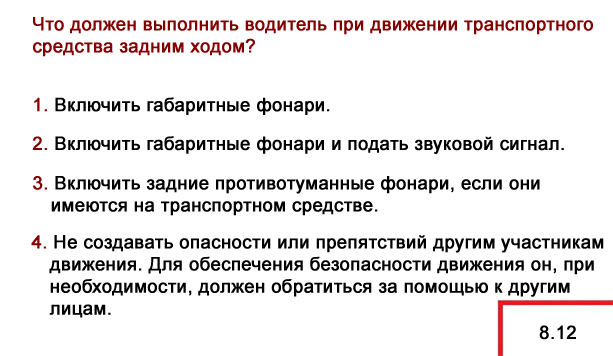 Что должен выполнить водитель при движении транспортного
средства задним ходом?
1. Включить габаритные фонари.
2. Включить габаритные фонари и подать звуковой сигнал.
3. Включить задние противотуманные фонари, если они
имеются на транспортном средстве.
4. Не создавать опасности или препятствий другим участникам
движения. Для обеспечения безопасности движения он, при
необходимости, должен обратиться за помощью к другим
лицам.
8.12